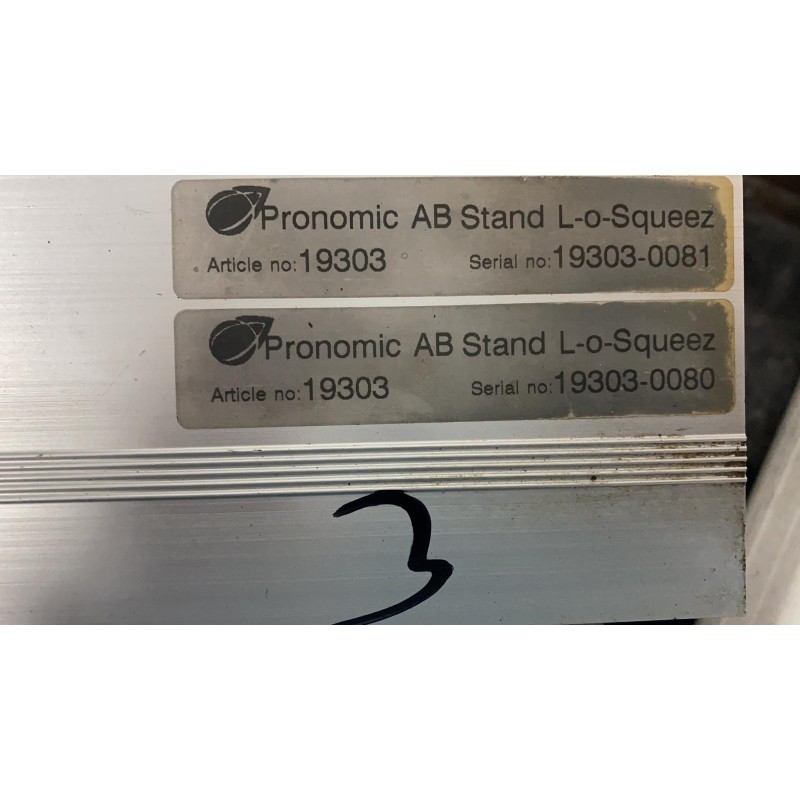 Pronomic AB Stand L-o-Squeez
Article no:19303 Serial no:19303-0081
Pronomic AB Stand L-o-Squeez
Article no:19303 Serial no:19303-0080
3